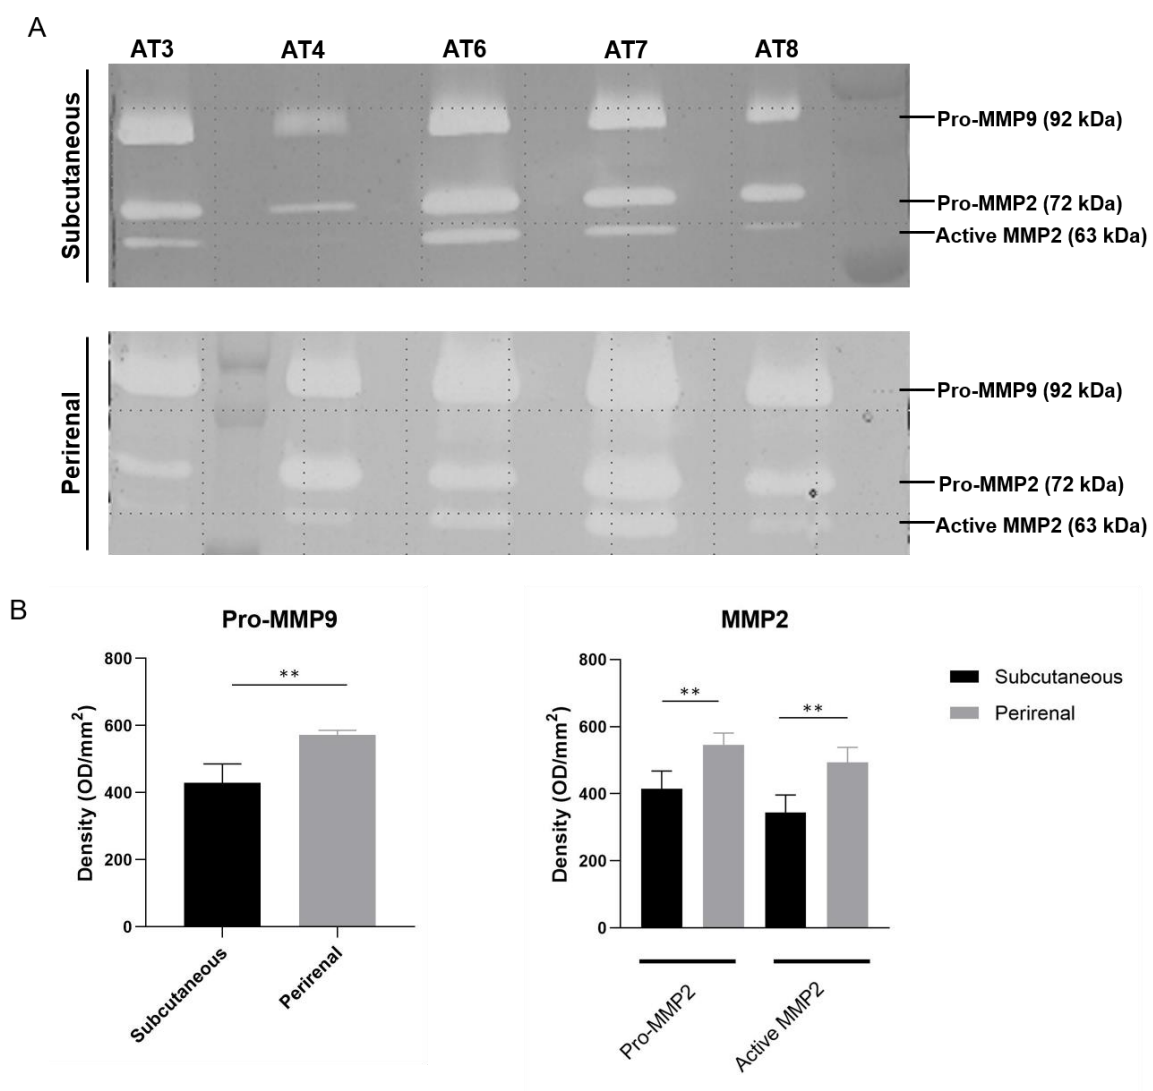 A
AT3 AT4 AT6 AT7 AT8
Subcutaneous
Pro-MMP9 (92 kDa)
Pro-MMP2 (72 kDa)
Active MMP2 (63 kDa)
Perirenal
Pro-MMP9 (92 kDa)
Pro-MMP2 (72 kDa)
Active MMP2 (63 kDa)
B
Pro-MMP9
Density (OD/mm²)
800
600
400
200
0
**
Subcutaneous
Perirenal
MMP2
Density (OD/mm²)
800
600
400
200
0
**
**
Pro-MMP2
Active MMP2
Subcutaneous
Perirenal